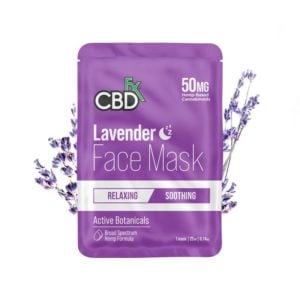 CBD FX
50MG
Hemp-Based
Cannabinoids
Lavender
Face Mask
RELAXING SOOTHING
Active Botanicals
Broad Spectrum
Hemp Formula